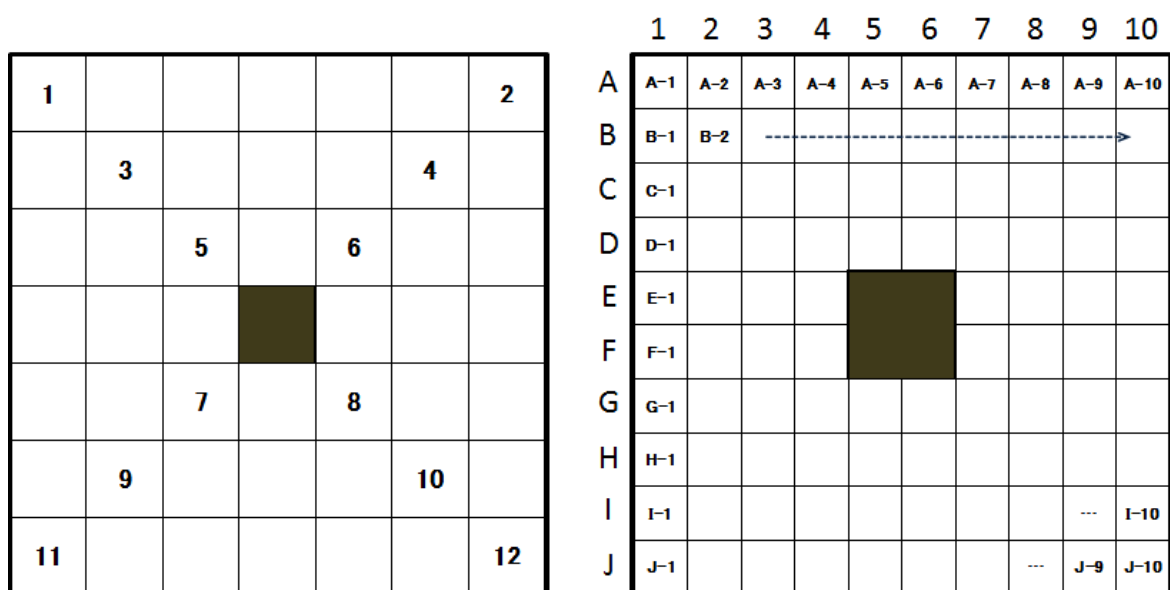 1 2
3 4
5 6
7 8
9 10
11 12
1 2 3 4 5 6 7 8 9 10
A A-1 A-2 A-3 A-4 A-5 A-6 A-7 A-8 A-9 A-10
B B-1 B-2
C C-1
D D-1
E E-1
F F-1
G G-1
H H-1
I I-1 --- I-10
J J-1 --- J-9 J-10